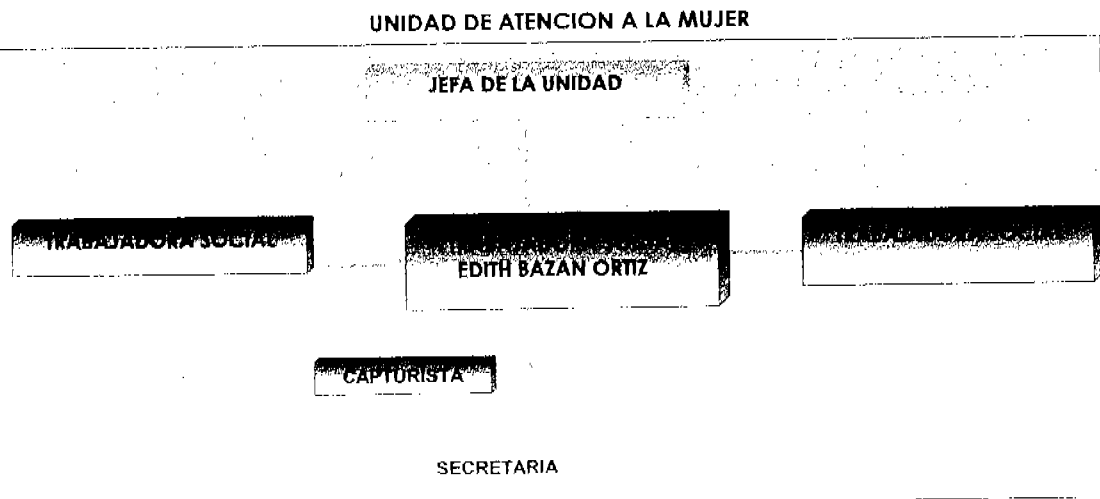 UNIDAD DE ATENCION A LA MUJER
JEFA DE LA UNIDAD
TRABAJADORA SOCIAL
EDITH BAZAN ORTIZ
CAPTURISTA
SECRETARIA